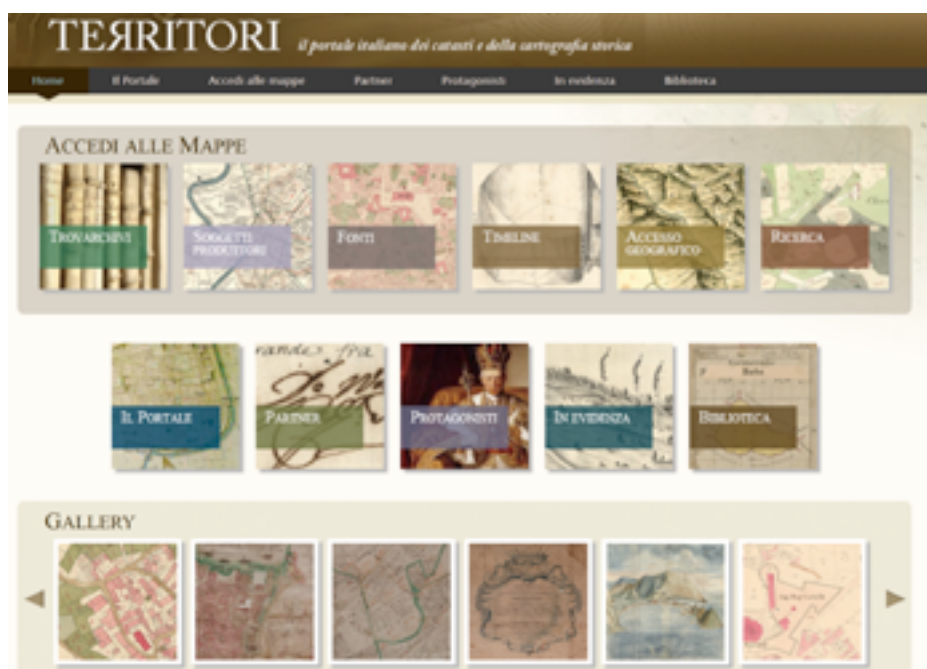 TEЯRITORI il portale italiano dei catasti e della cartografia storica
Home Il Portale Accedi alle mappe Partner Protagonisti In evidenza Biblioteca
ACCEDI ALLE MAPPE
TROVARCHIVI
SOGGETTI
PRODUTTORI
FONTI
TIMELINE
ACCESSO
GEOGRAFICO
RICERCA
IL PORTALE
PARTNER
PROTAGONISTI
IN EVIDENZA
BIBLIOTECA
GALLERY